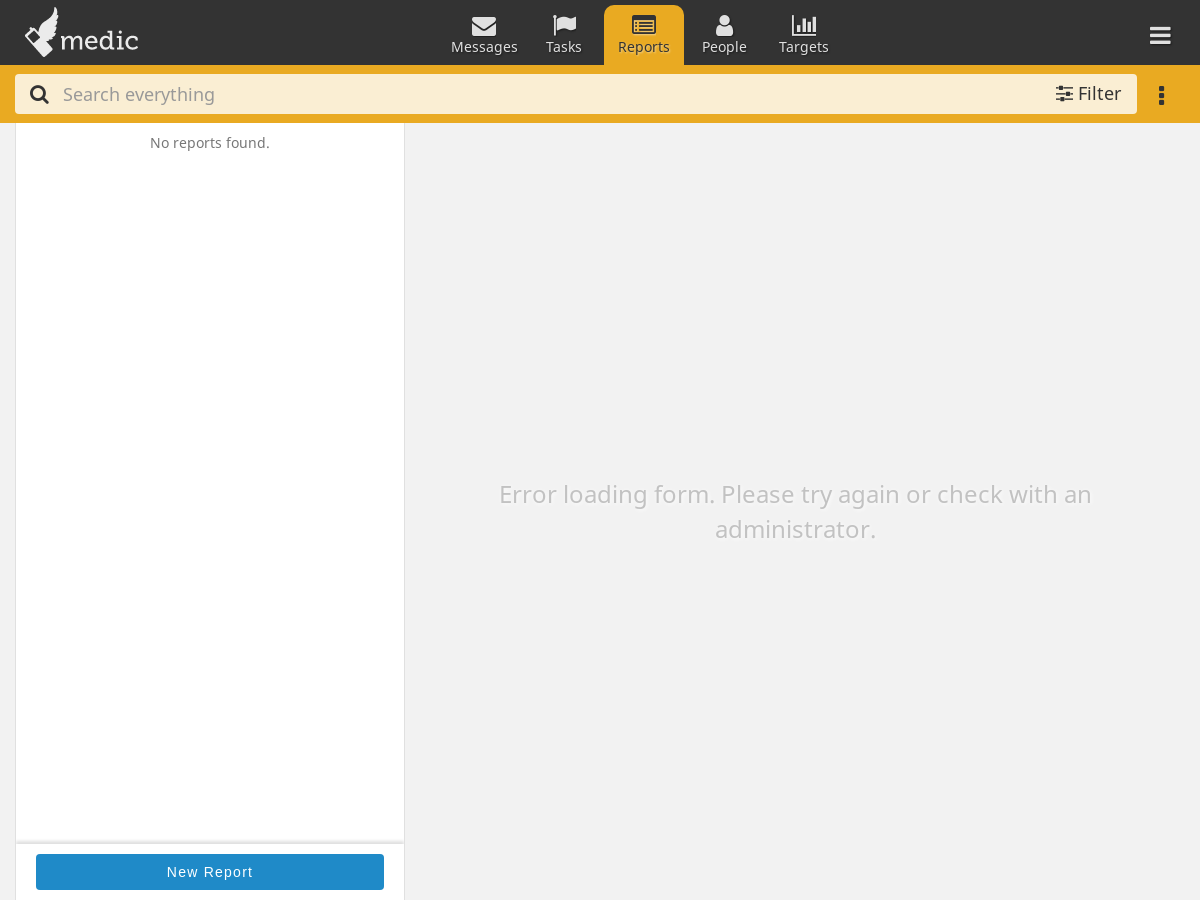 medic
Messages
Tasks
Reports
People
Targets
Search everything
Filter
No reports found.
Error loading form. Please try again or check with an
administrator.
New Report